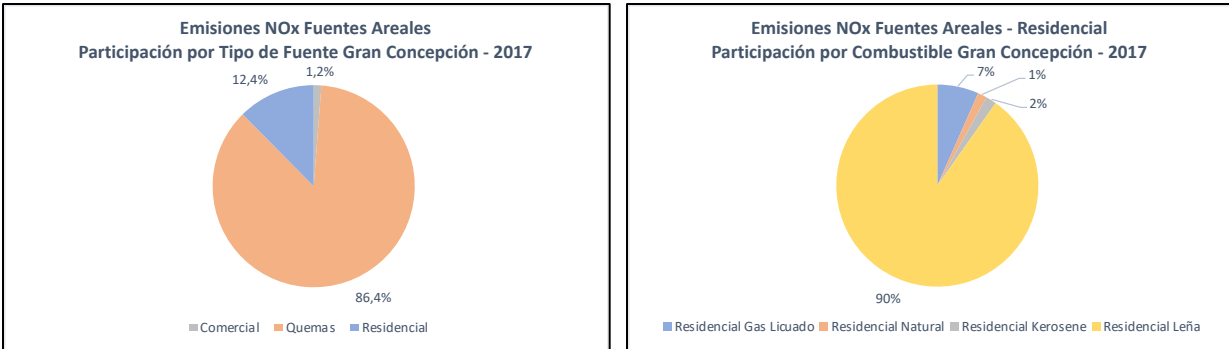 Emisiones NOx Fuentes Areales
Participación por Tipo de Fuente Gran Concepción - 2017
1,2%
12,4%
86,4%
Comercial Quemas Residencial
Emisiones NOx Fuentes Areales - Residencial
Participación por Combustible Gran Concepción - 2017
7%
1%
2%
90%
Residencial Gas Licuado Residencial Natural Residencial Kerosene Residencial Leña